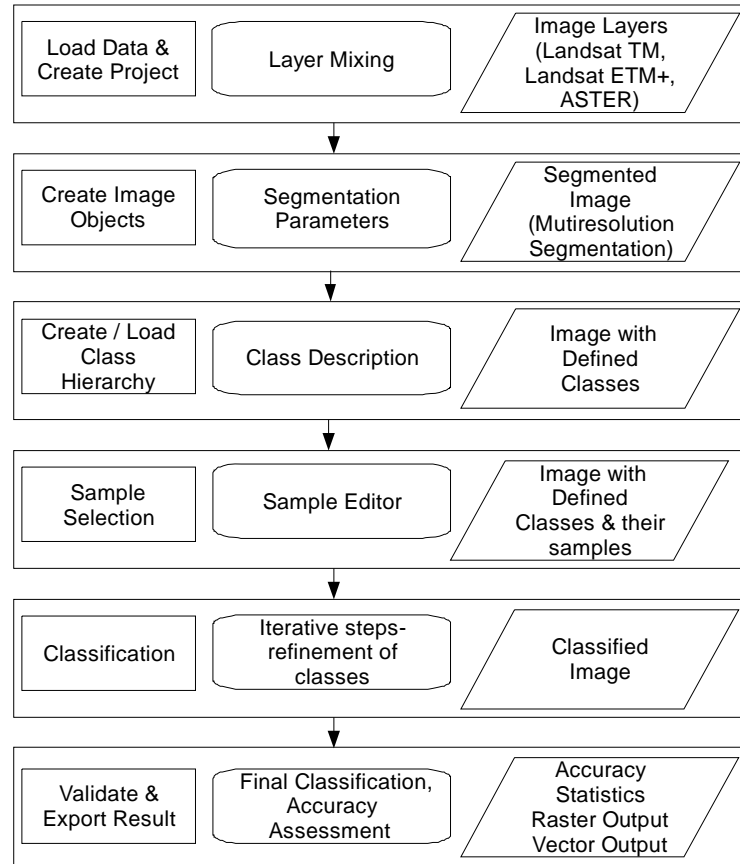 Load Data &
Create Project
Layer Mixing
Image Layers
(Landsat TM,
Landsat ETM+,
ASTER)
Create Image
Objects
Segmentation
Parameters
Segmented
Image
(Mutiresolution
Segmentation)
Create / Load
Class
Hierarchy
Class Description
Image with
Defined
Classes
Sample
Selection
Sample Editor
Image with
Defined
Classes & their
samples
Classification
Iterative steps-
refinement of
classes
Classified
Image
Validate &
Export Result
Final Classification,
Accuracy
Assessment
Accuracy
Statistics
Raster Output
Vector Output